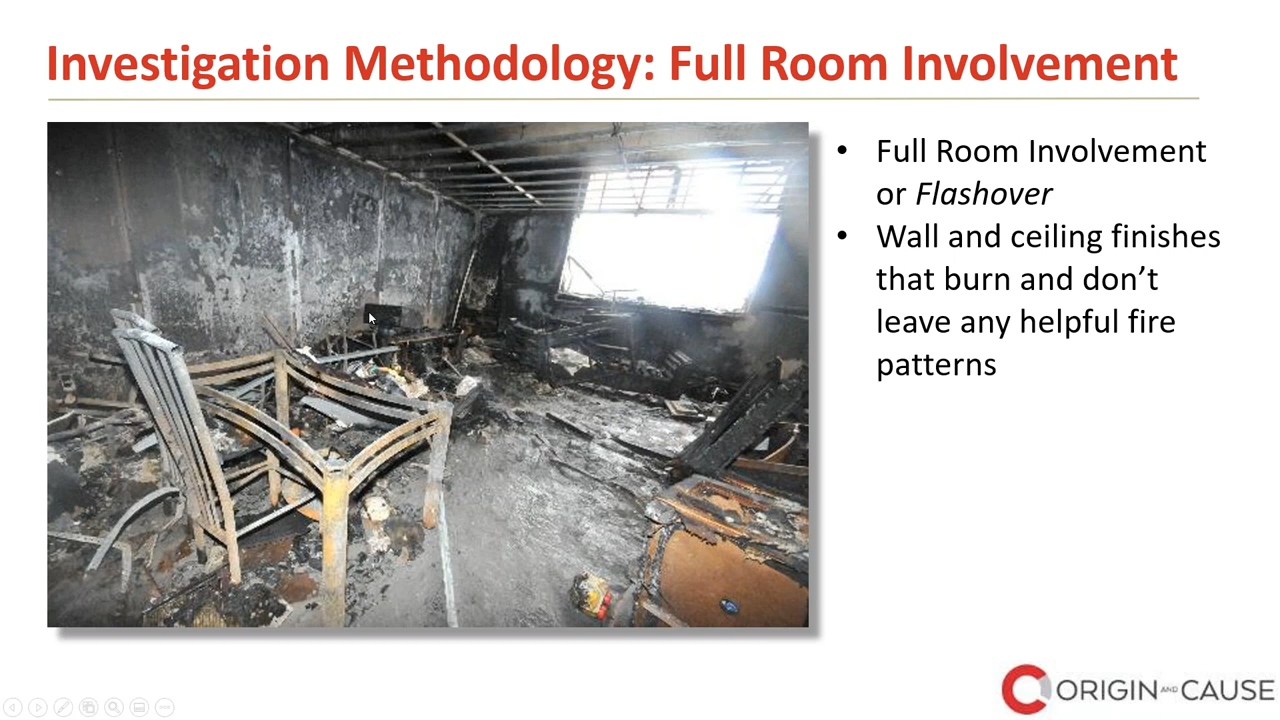 Investigation Methodology: Full Room Involvement
• Full Room Involvement
or Flashover
• Wall and ceiling finishes
that burn and don’t
leave any helpful fire
patterns
ORIGIN AND CAUSE